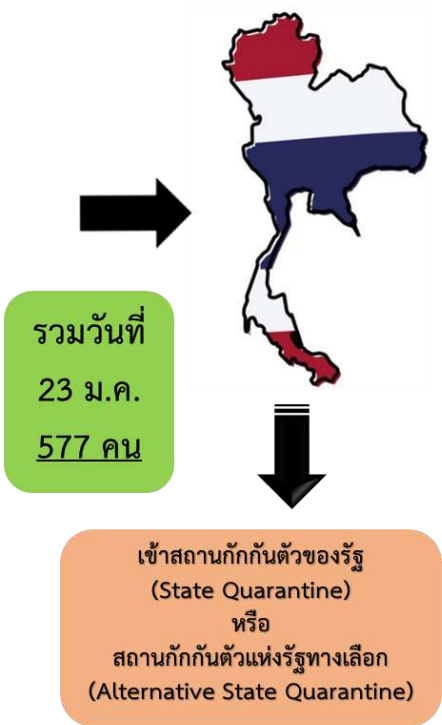 รวมวันที่
23 ม.ค.
577 คน
เข้าสถานกักกันตัวของรัฐ
(State Quarantine)
หรือ
สถานกักกันตัวแห่งรัฐทางเลือก
(Alternative State Quarantine)